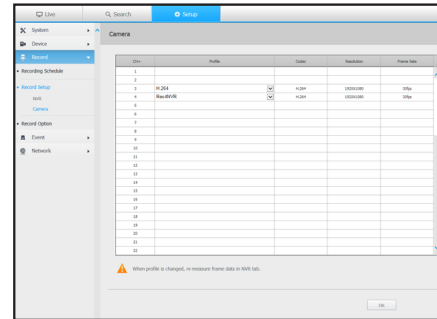 Live
Search
Setup
System
Device
Record
Recording Schedule
Record Setup
NVR
Camera
Record Option
Event
Network
Camera
CH Profile Codec Resolution Frame Rate
1
2
3 H.264 H.264 1920X1080 30fps
4 H.264 1920X1080 30fps
5
6
7
8
9
10
11
12
13
14
15
16
17
18
19
20
21
22
When profile is changed, re-measure frame data in NVR tab.
OK